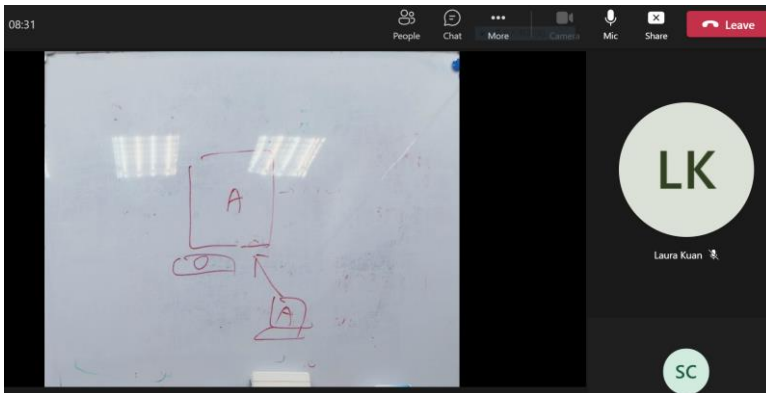 08:31
People
Chat
More
Camera
Mic
Share
Leave
A
A
LK
Laura Kuan
SC